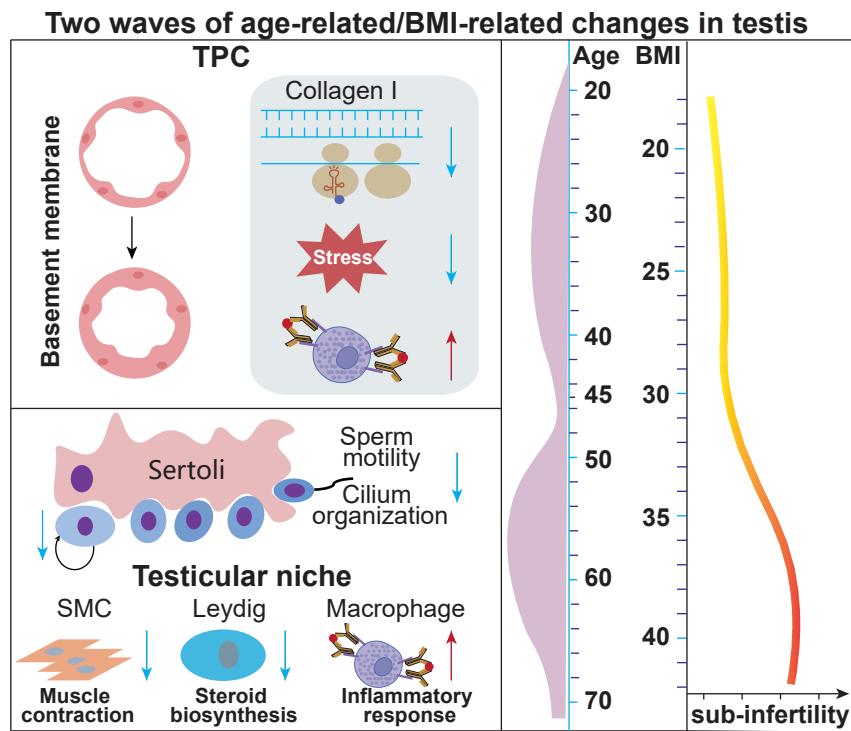 Two waves of age-related/BMI-related changes in testis
TPC
Basement membrane
Collagen I
Stress
Sertoli
Sperm
motility
Cilium
organization
Testicular niche
SMC
Leydig
Macrophage
Muscle
contraction
Steroid
biosynthesis
Inflammatory
response
Age
20
30
40
45
50
60
70
BMI
20
25
30
35
40
sub-infertility